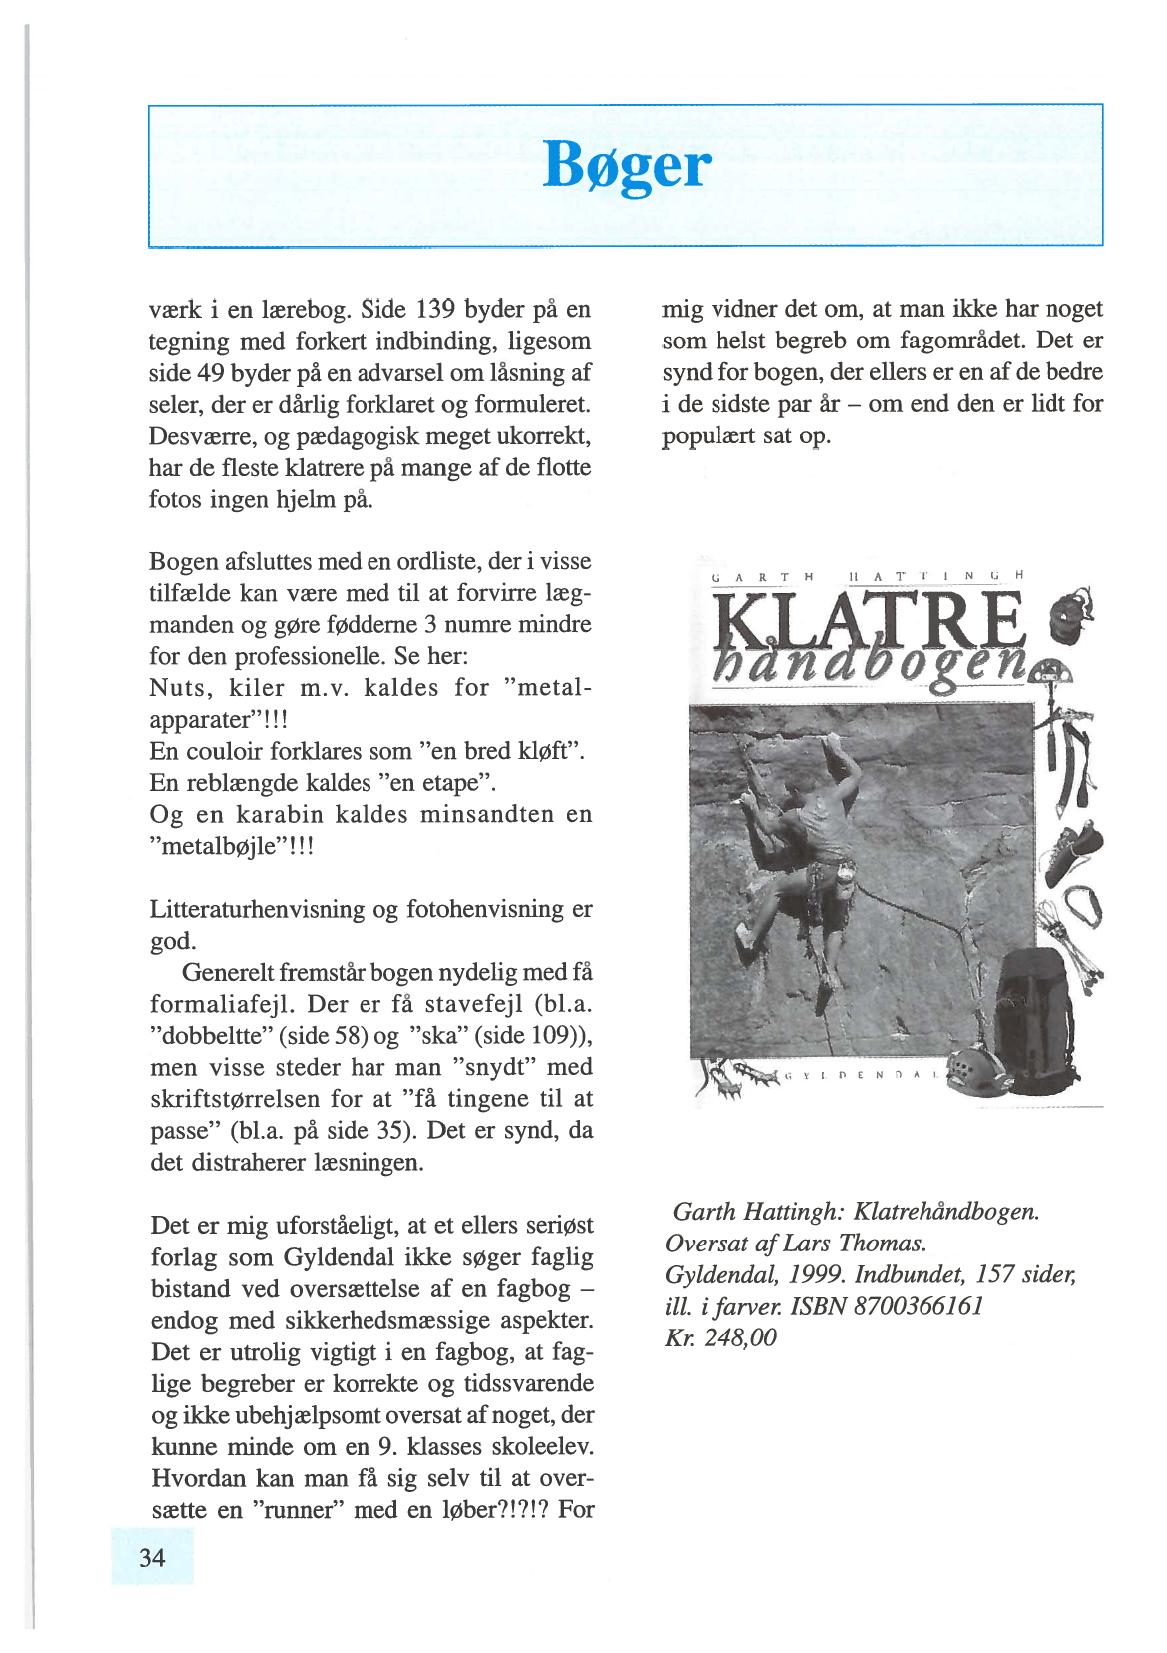 Bøger
værk i en lærebog. Side 139 byder på en
tegning med forkert indbinding, ligesom
side 49 byder på en advarsel om låsning af
seler, der er dårlig forklaret og formuleret.
Desværre, og pædagogisk meget ukorrekt,
har de fleste klatrere på mange af de flotte
fotos ingen hjelm på.
Bogen afsluttes med en ordliste, der i visse
tilfælde kan være med til at forvirre læg-
manden og gøre fødderne 3 numre mindre
for den professionelle. Se her:
Nuts, kiler m.v. kaldes for ”metal-
apparater”!!!
En couloir forklares som ”en bred kløft”.
En reblængde kaldes ”en etape”.
Og en karabin kaldes minsandten en
”metalbøjle”!!!
Litteraturhenvisning og fotohenvisning er
god.
Generelt fremstår bogen nydelig med få
formaliafejl. Der er få stavefejl (bl.a.
”dobbeltte” (side 58) og ”ska” (side 109)),
men visse steder har man ”snydt” med
skriftstørrelsen for at ”få tingene til at
passe” (bl.a. på side 35). Det er synd, da
det distraherer læsningen.
Det er mig uforståeligt, at et ellers seriøst
forlag som Gyldendal ikke søger faglig
bistand ved oversættelse af en fagbog –
endog med sikkerhedsmæssige aspekter.
Det er utrolig vigtigt i en fagbog, at fag-
lige begreber er korrekte og tidssvarende
og ikke ubehjælpsomt oversat af noget, der
kunne minde om en 9. klasses skoleelev.
Hvordan kan man få sig selv til at over-
sætte en ”runner” med en løber?!?!? For
mig vidner det om, at man ikke har noget
som helst begreb om fagområdet. Det er
synd for bogen, der ellers er en af de bedre
i de sidste par år – om end den er lidt for
populært sat op.
GARTH HATTINGH
KLATRE
håndbogen
GYLDENDAL
Garth Hattingh: Klatrehåndbogen.
Oversat af Lars Thomas.
Gyldendal, 1999. Indbundet, 157 sider,
ill. i farver. ISBN 8700366161
Kr. 248,00
34